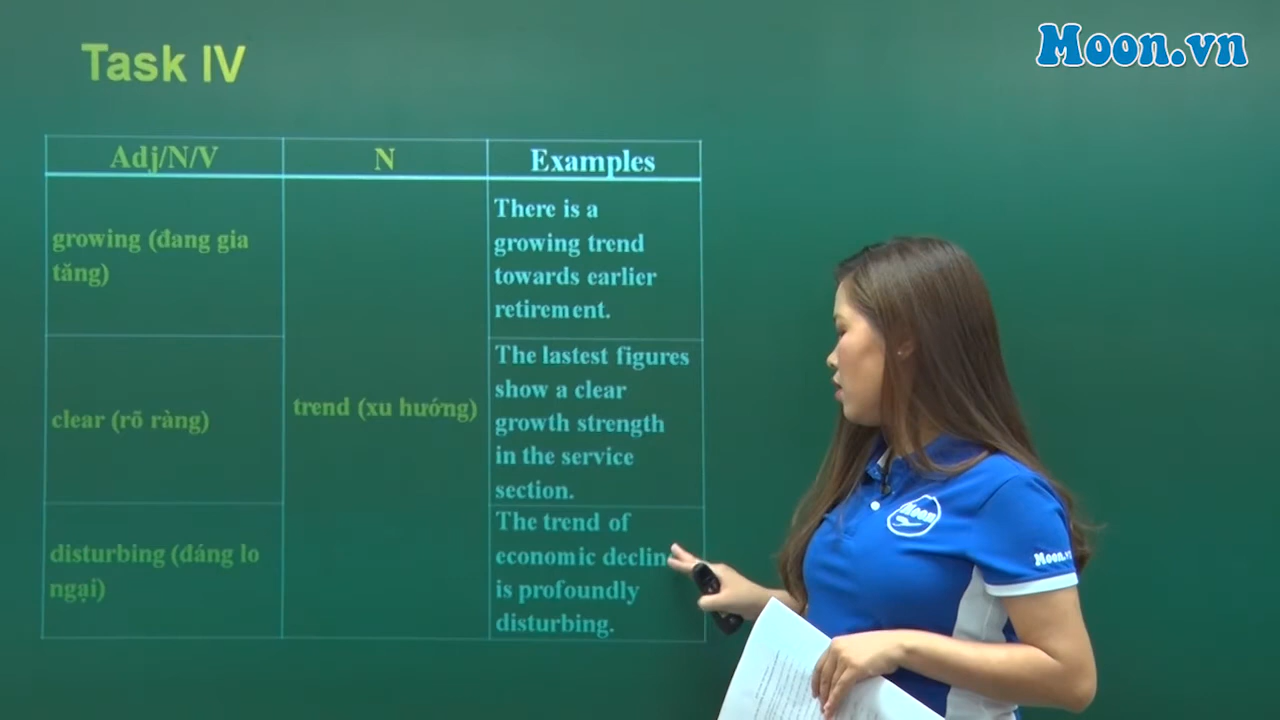 Moon.vn
Task IV
Adj/N/V
N
Examples
growing (đang gia
tăng)
trend (xu hướng)
There is a
growing trend
towards earlier
retirement.
clear (rõ ràng)
The lastest figures
show a clear
growth strength
in the service
section.
disturbing (đáng lo
ngại)
The trend of
economic declin
is profoundly
disturbing.
Moon
Moon.vn